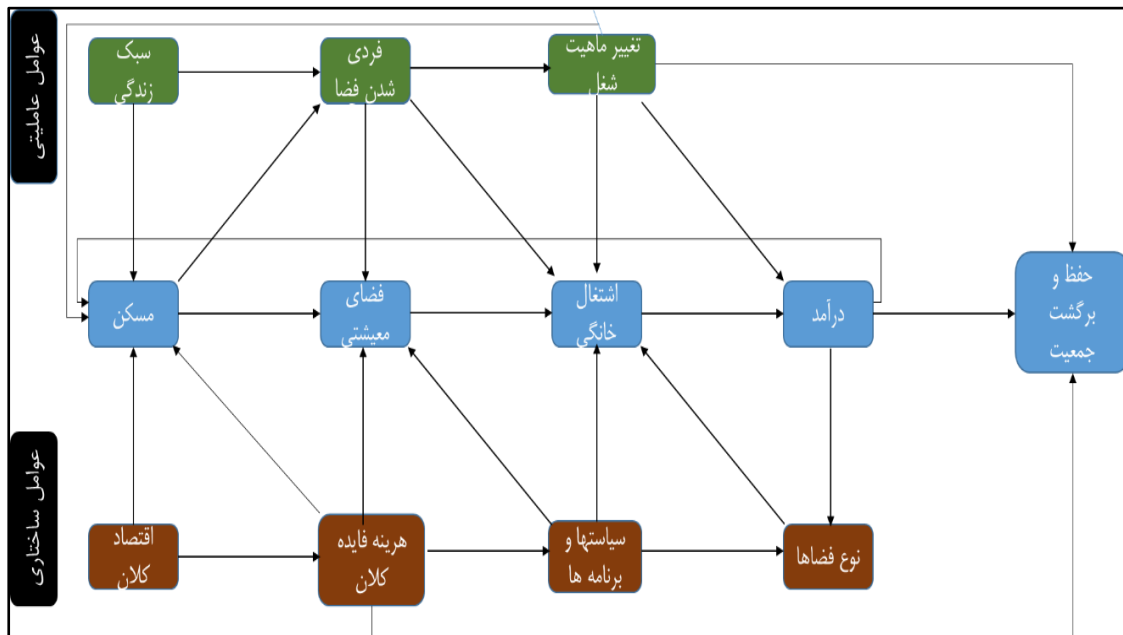 عوامل عاملیتی
سبک
زندگی
فردی
شدن فضا
تغییر ماهیت
شغل
مسکن
فضای
معیشتی
اشتغال
خانگی
درآمد
حفظ و
برگشت
جمعیت
عوامل ساختاری
اقتصاد
کلان
هرینه فایده
کلان
سیاستها و
برنامه ها
نوع فضاها